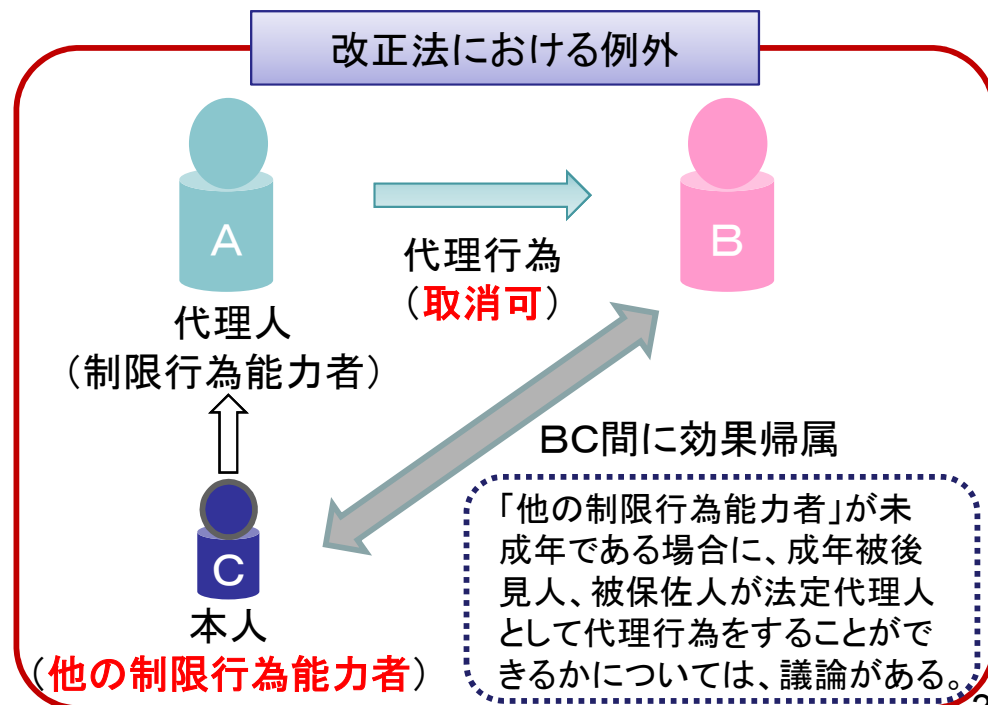 改正法における例外
A
B
代理行為
（取消可）
代理人
（制限行為能力者）
BC間に効果帰属
C
本人
（他の制限行為能力者）
「他の制限行為能力者」が未
成年である場合に、成年被後
見人、被保佐人が法定代理人
として代理行為をすることがで
きるかについては、議論がある。